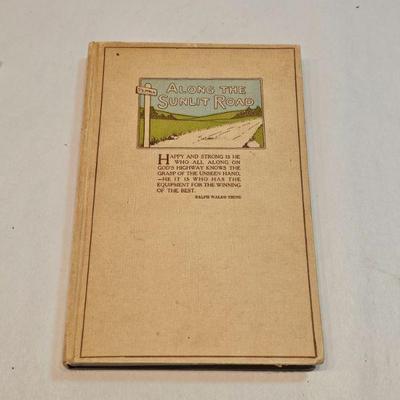 ALONG THE
SUNLIT ROAD
HAPPY AND STRONG IS HE
WHO ALL ALONG ON
GOD'S HIGHWAY KNOWS THE
GRASP OF THE UNSEEN HAND,
—HE IT IS WHO HAS THE
EQUIPMENT FOR THE WINNING
OF THE BEST.
RALPH WALDO TRINE